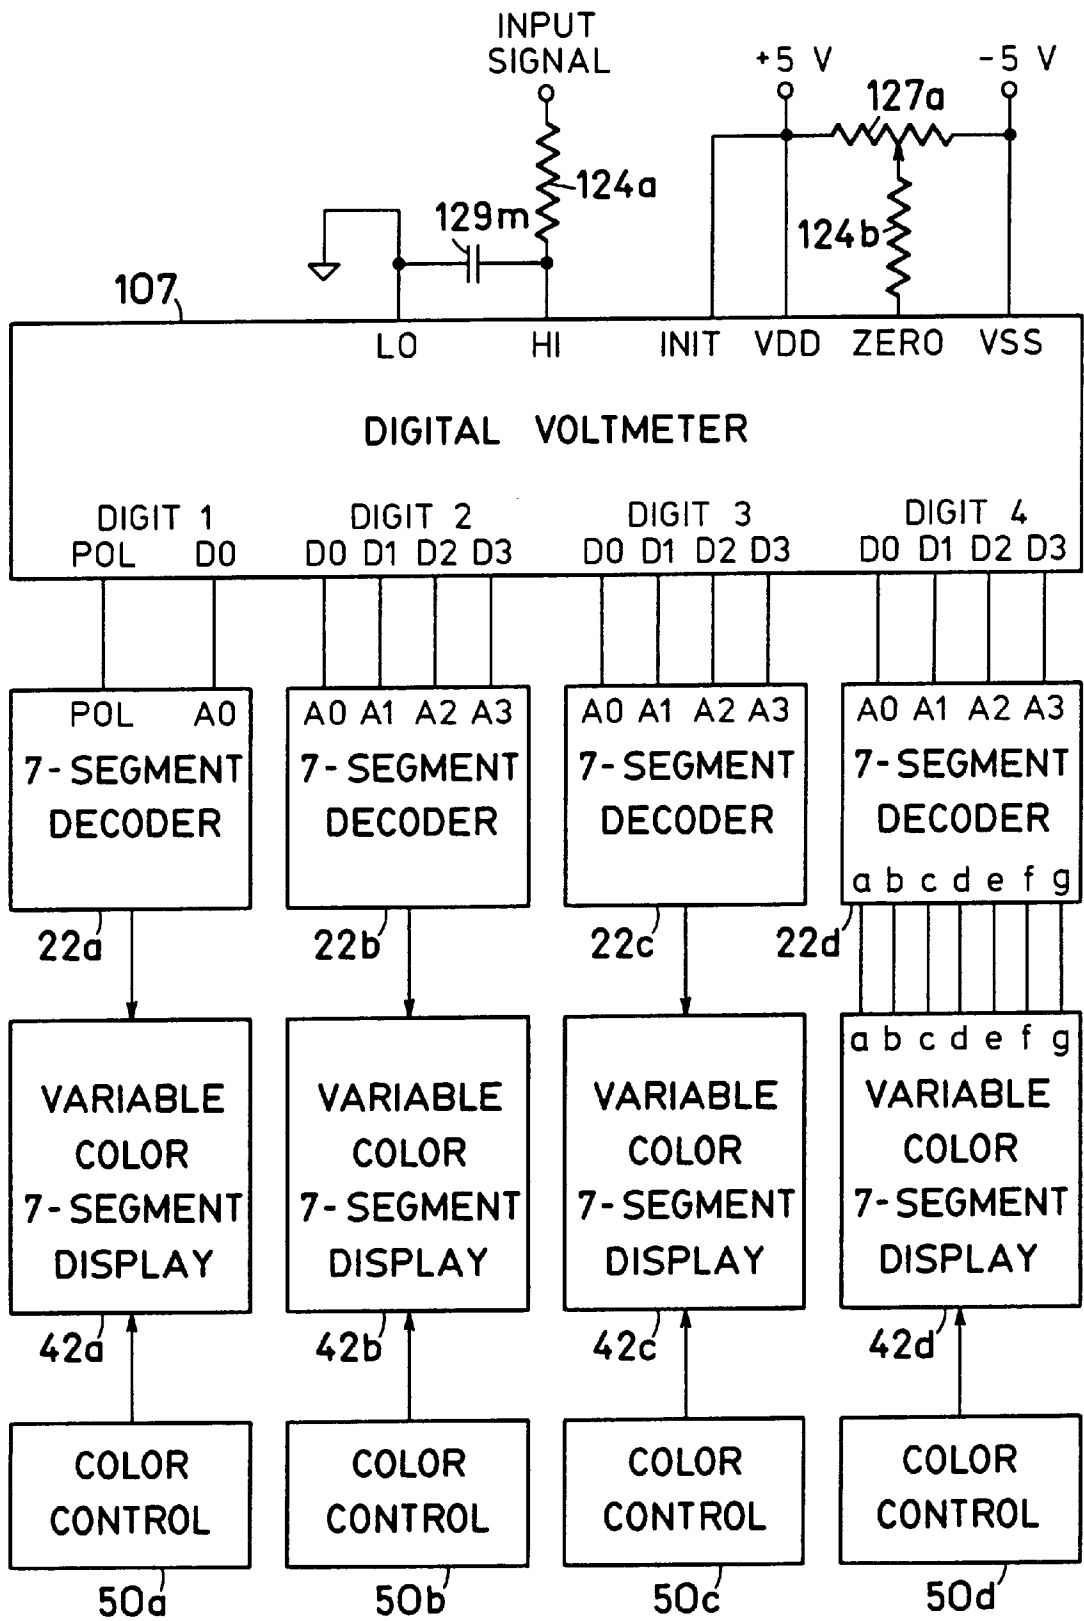 INPUT
SIGNAL
+5 V
-5 V
127a
124a
129m
124b
107
LO HI INIT VDD ZERO VSS
DIGITAL VOLTMETER
DIGIT 1 DIGIT 2 DIGIT 3 DIGIT 4
POL D0 D0 D1 D2 D3 D0 D1 D2 D3 D0 D1 D2 D3
POL A0 A0 A1 A2 A3 A0 A1 A2 A3 A0 A1 A2 A3
7-SEGMENT 7-SEGMENT 7-SEGMENT 7-SEGMENT
DECODER DECODER DECODER DECODER
a b c d e f g
22a 22b 22c 22d
a b c d e f g
VARIABLE VARIABLE VARIABLE VARIABLE
COLOR COLOR COLOR COLOR
7-SEGMENT 7-SEGMENT 7-SEGMENT 7-SEGMENT
DISPLAY DISPLAY DISPLAY DISPLAY
42a 42b 42c 42d
COLOR COLOR COLOR COLOR
CONTROL CONTROL CONTROL CONTROL
50a 50b 50c 50d